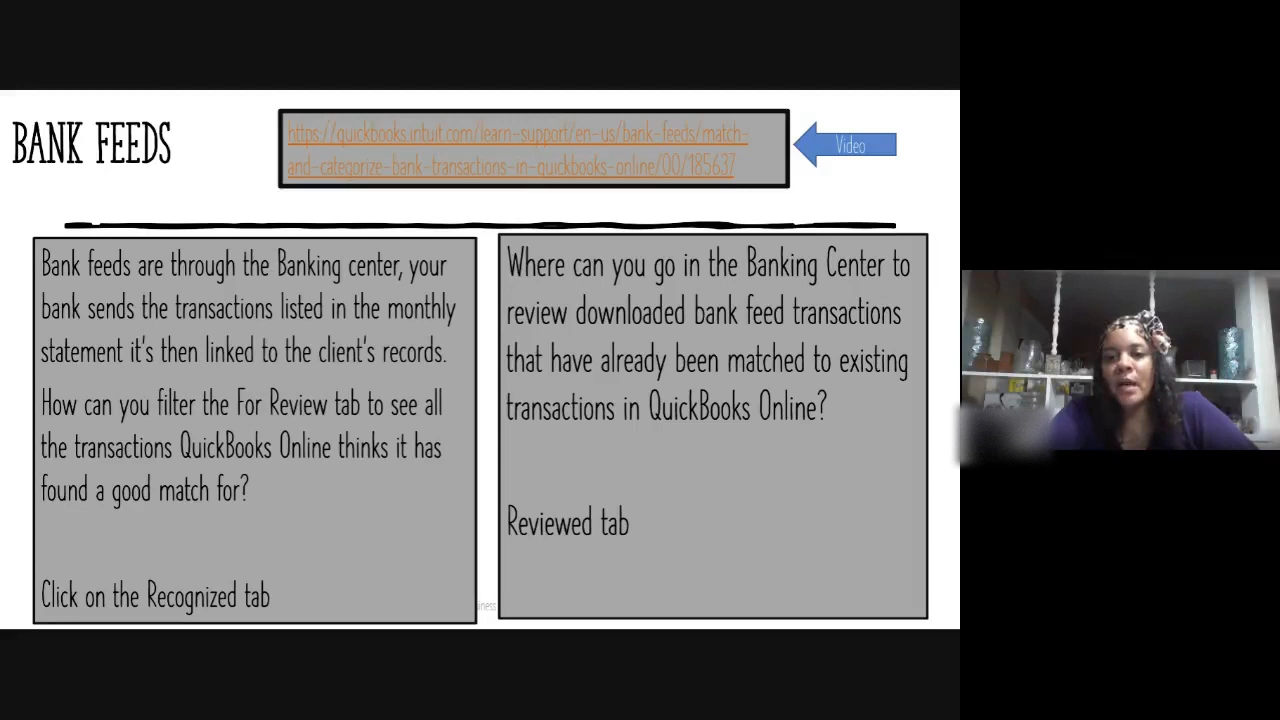 BANK FEEDS
https://quickbooks.intuit.com/learn-support/en-us/bank-feeds/match-
and-categorize-bank-transactions-in-quickbooks-online/00/185637
Video
Bank feeds are through the Banking center, your
bank sends the transactions listed in the monthly
statement it's then linked to the client's records.
How can you filter the For Review tab to see all
the transactions QuickBooks Online thinks it has
found a good match for?
Click on the Recognized tab
Where can you go in the Banking Center to
review downloaded bank feed transactions
that have already been matched to existing
transactions in QuickBooks Online?
Reviewed tab